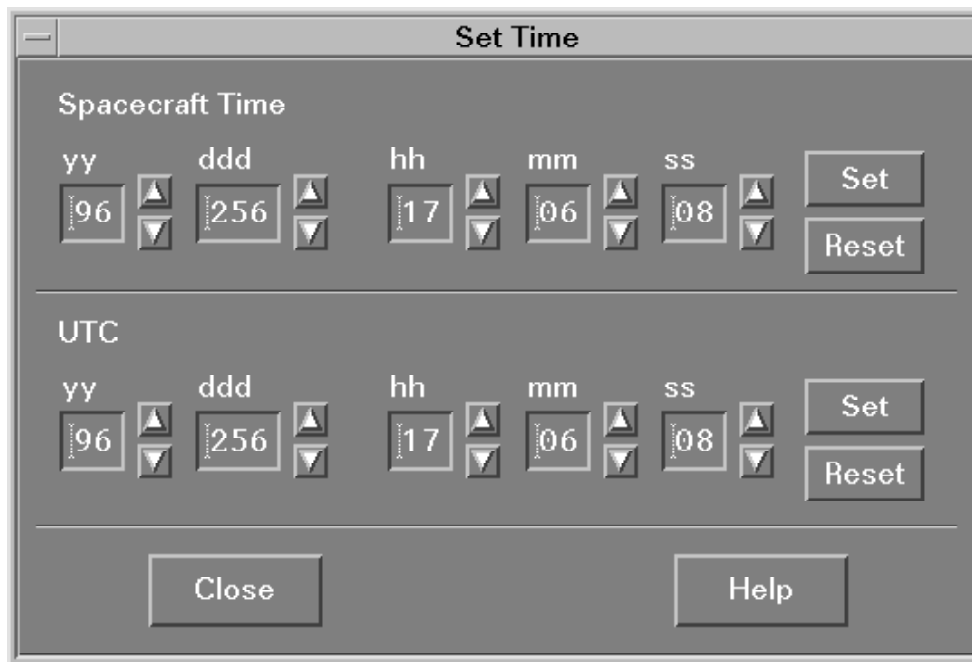 Set Time
Spacecraft Time
yy ddd hh mm ss
96 256 17 06 08
Set
Reset
UTC
yy ddd hh mm ss
96 256 17 06 08
Set
Reset
Close Help